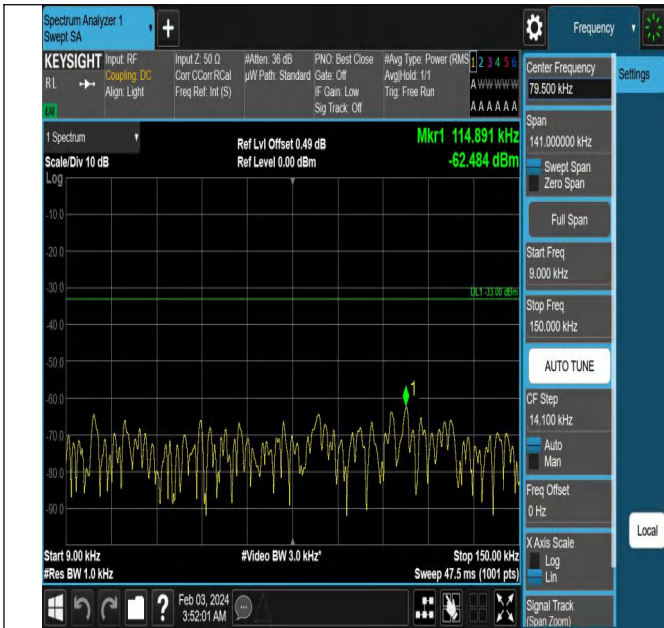 Spectrum Analyzer 1
Swept SA
Frequency
KEYSIGHT
RL
LXI
Input: RF
Coupling: DC
Align: Light
Input Z: 50 Ω
Corr CCorr RCal
Freq Ref: Int (S)
#Atten: 36 dB
µW Path: Standard
PNO: Best Close
Gate: Off
IF Gain: Low
Sig Track: Off
#Avg Type: Power (RMS
Avg|Hold: 1/1
Trig: Free Run
1 2 3 4 5 6
A W W W W W
A A A A A A
1 Spectrum
Scale/Div 10 dB
Ref Lvl Offset 0.49 dB
Ref Level 0.00 dBm
Mkr1 114.891 kHz
-62.484 dBm
Log
-10.0
-20.0
-30.0
DL1 -33.00 dBm
-40.0
-50.0
-60.0
1
-70.0
-80.0
-90.0
Start 9.00 kHz
#Res BW 1.0 kHz
#Video BW 3.0 kHz*
Stop 150.00 kHz
Sweep 47.5 ms (1001 pts)
Feb 03, 2024
3:52:01 AM
Center Frequency
79.500 kHz
Settings
Span
141.000000 kHz
Swept Span
Zero Span
Full Span
Start Freq
9.000 kHz
Stop Freq
150.000 kHz
AUTO TUNE
CF Step
14.100 kHz
Auto
Man
Freq Offset
0 Hz
Local
X Axis Scale
Log
Lin
Signal Track
(Span Zoom)